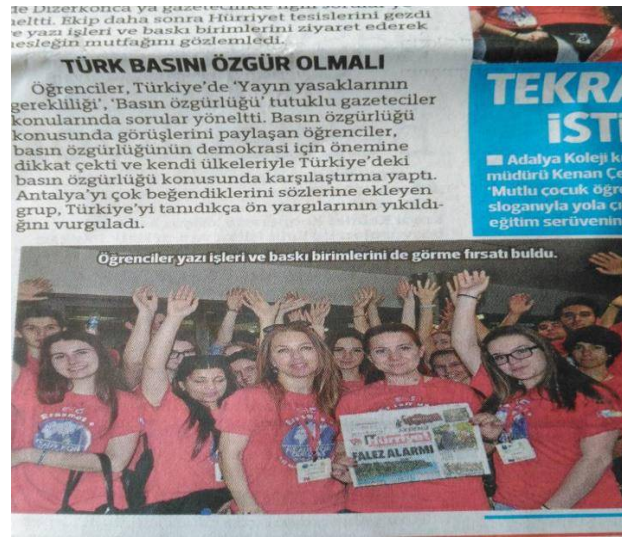 de Dizerkonca'ya gazetecilikle ilgili sorular
neltti. Ekip daha sonra Hürriyet tesislerini gezdi
ve yazı işleri ve baskı birimlerini ziyaret ederek
mesleğin mutfağını gözlemledi.
TÜRK BASINI ÖZGÜR OLMALI
Öğrenciler, Türkiye'de 'Yayın yasaklarının
gerekliliği', 'Basın özgürlüğü' tutuklu gazeteciler
konularında sorular yöneltti. Basın özgürlüğü
konusunda görüşlerini paylaşan öğrenciler,
basın özgürlüğünün demokrasi için önemine
dikkat çekti ve kendi ülkeleriyle Türkiye'deki
basın özgürlüğü konusunda karşılaştırma yaptı.
Antalya'yı çok beğendiklerini sözlerine ekleyen
grup, Türkiye'yi tanıdıkça ön yargılarının yıkıldı-
ğını vurguladı.
TEKRA
iSTİ
Adalya Koleji k
müdürü Kenan Çe
'Mutlu çocuk öğr
sloganıyla yola çı
eğitim serüvenin
Öğrenciler yazı işleri ve baskı birimlerini de görme fırsatı buldu.
Erasmus +
Hürriyet
FALEZ ALARMI